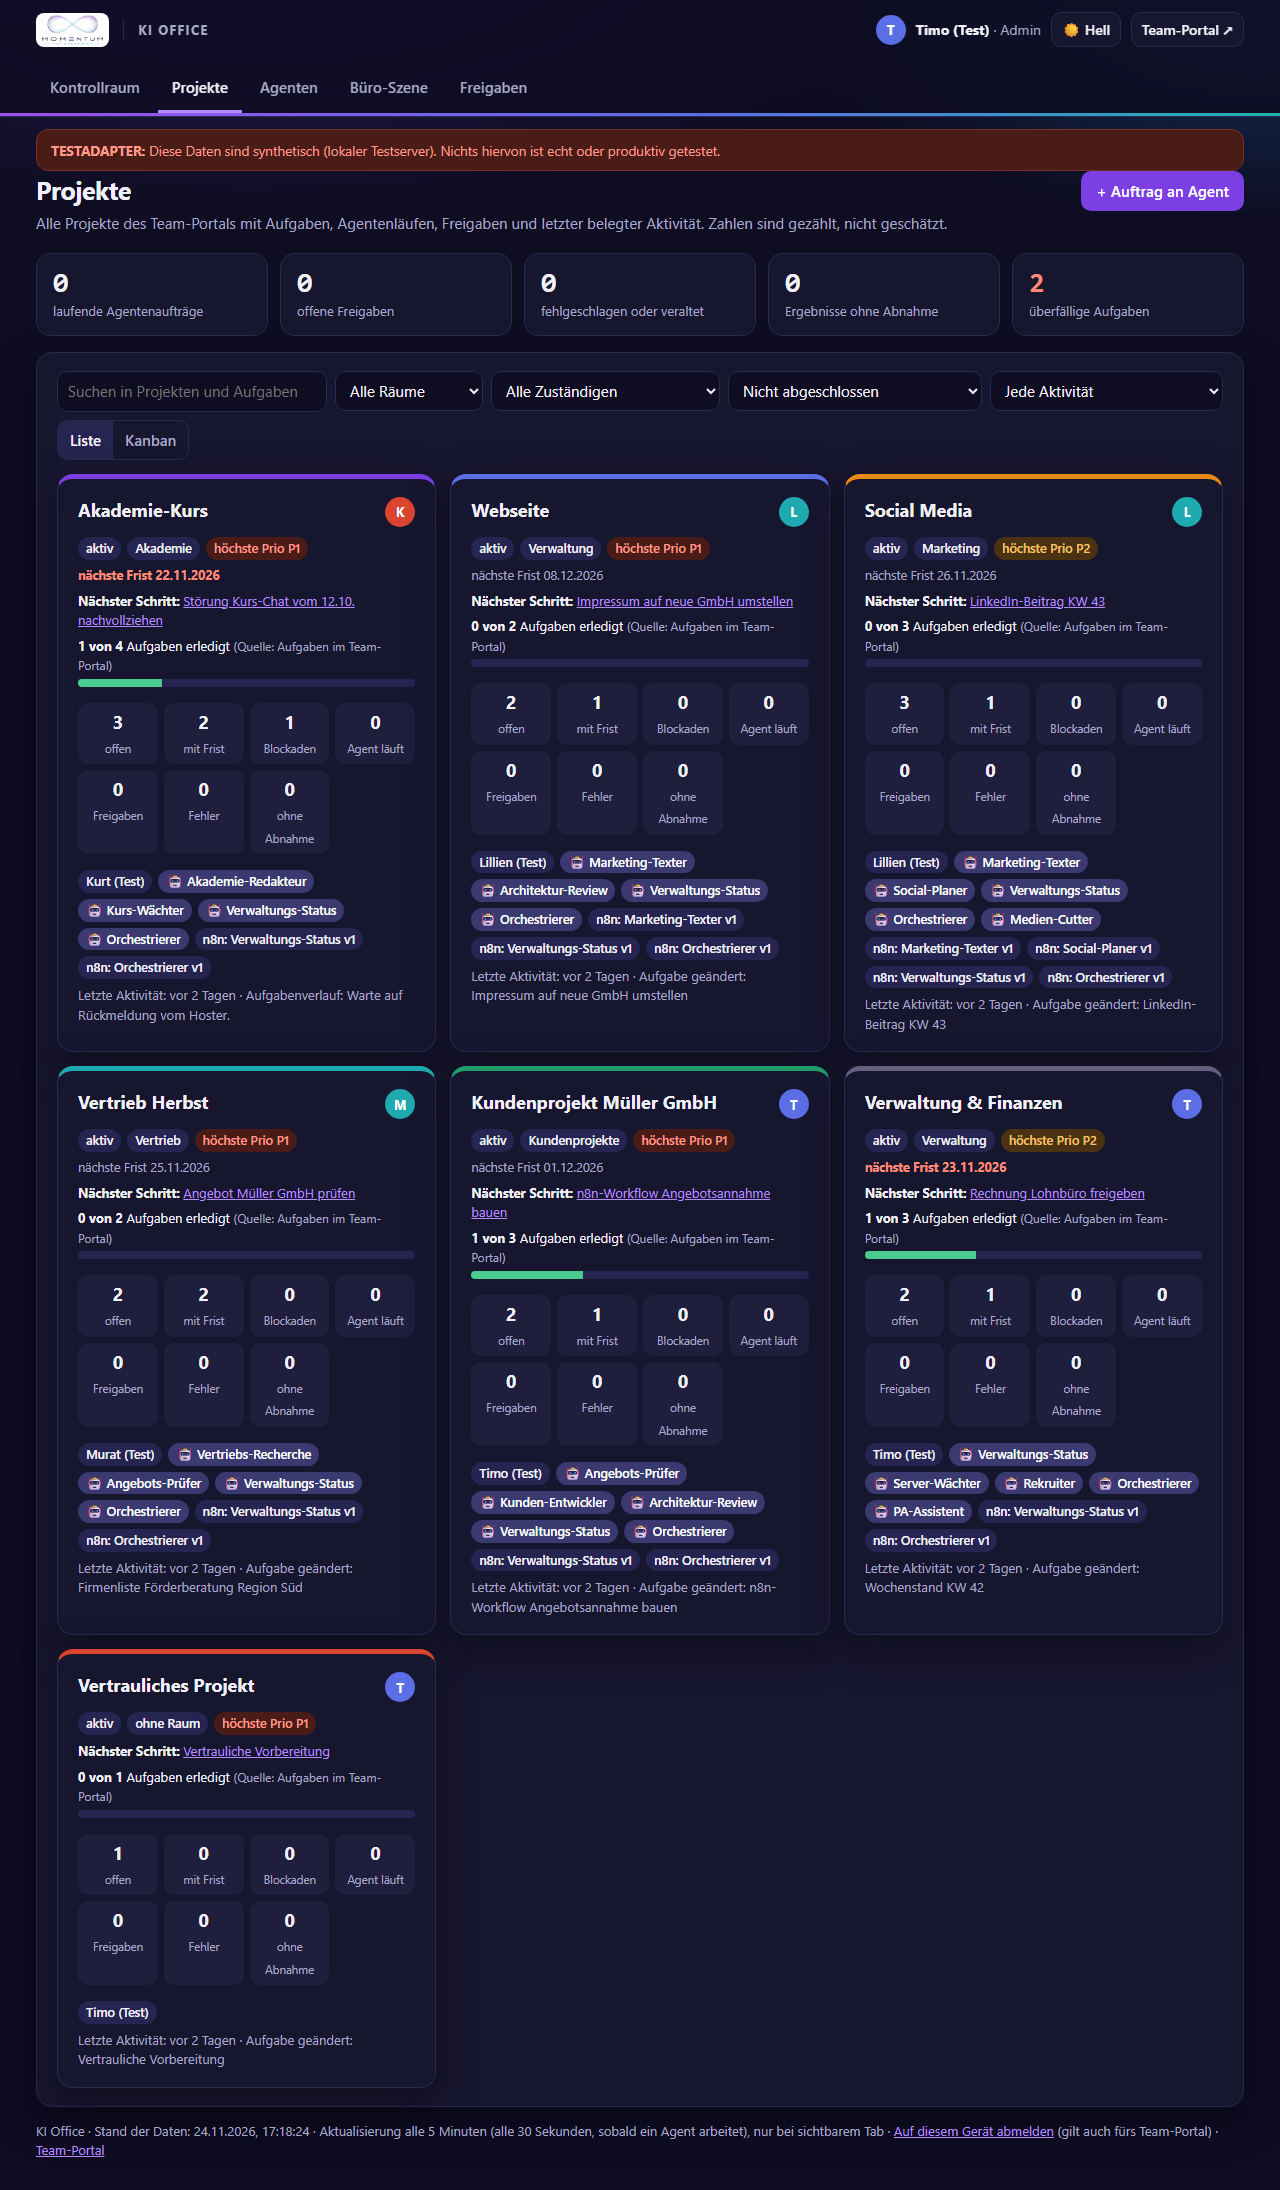 MOMENTUM
KI OFFICE
T
Timo (Test) · Admin
Hell
Team-Portal ↗
Kontrollraum
Projekte
Agenten
Büro-Szene
Freigaben
TESTADAPTER: Diese Daten sind synthetisch (lokaler Testserver). Nichts hiervon ist echt oder produktiv getestet.
Projekte
+ Auftrag an Agent
Alle Projekte des Team-Portals mit Aufgaben, Agentenläufen, Freigaben und letzter belegter Aktivität. Zahlen sind gezählt, nicht geschätzt.
0
laufende Agentenaufträge
0
offene Freigaben
0
fehlgeschlagen oder veraltet
0
Ergebnisse ohne Abnahme
2
überfällige Aufgaben
Suchen in Projekten und Aufgaben
Alle Räume
Alle Zuständigen
Nicht abgeschlossen
Jede Aktivität
Liste
Kanban
Akademie-Kurs
K
aktiv
Akademie
höchste Prio P1
nächste Frist 22.11.2026
Nächster Schritt: Störung Kurs-Chat vom 12.10.
nachvollziehen
1 von 4 Aufgaben erledigt (Quelle: Aufgaben im Team-
Portal)
3
offen
2
mit Frist
1
Blockaden
0
Agent läuft
0
Freigaben
0
Fehler
0
ohne
Abnahme
Kurt (Test)
Akademie-Redakteur
Kurs-Wächter
Verwaltungs-Status
Orchestrierer
n8n: Verwaltungs-Status v1
n8n: Orchestrierer v1
Letzte Aktivität: vor 2 Tagen · Aufgabenverlauf: Warte auf
Rückmeldung vom Hoster.
Webseite
L
aktiv
Verwaltung
höchste Prio P1
nächste Frist 08.12.2026
Nächster Schritt: Impressum auf neue GmbH umstellen
0 von 2 Aufgaben erledigt (Quelle: Aufgaben im Team-
Portal)
2
offen
1
mit Frist
0
Blockaden
0
Agent läuft
0
Freigaben
0
Fehler
0
ohne
Abnahme
Lillien (Test)
Marketing-Texter
Architektur-Review
Verwaltungs-Status
Orchestrierer
n8n: Marketing-Texter v1
n8n: Verwaltungs-Status v1
n8n: Orchestrierer v1
Letzte Aktivität: vor 2 Tagen · Aufgabe geändert:
Impressum auf neue GmbH umstellen
Social Media
L
aktiv
Marketing
höchste Prio P2
nächste Frist 26.11.2026
Nächster Schritt: LinkedIn-Beitrag KW 43
0 von 3 Aufgaben erledigt (Quelle: Aufgaben im Team-
Portal)
3
offen
1
mit Frist
0
Blockaden
0
Agent läuft
0
Freigaben
0
Fehler
0
ohne
Abnahme
Lillien (Test)
Marketing-Texter
Social-Planer
Verwaltungs-Status
Orchestrierer
Medien-Cutter
n8n: Marketing-Texter v1
n8n: Social-Planer v1
n8n: Verwaltungs-Status v1
n8n: Orchestrierer v1
Letzte Aktivität: vor 2 Tagen · Aufgabe geändert: LinkedIn-
Beitrag KW 43
Vertrieb Herbst
M
aktiv
Vertrieb
höchste Prio P1
nächste Frist 25.11.2026
Nächster Schritt: Angebot Müller GmbH prüfen
0 von 2 Aufgaben erledigt (Quelle: Aufgaben im Team-
Portal)
2
offen
2
mit Frist
0
Blockaden
0
Agent läuft
0
Freigaben
0
Fehler
0
ohne
Abnahme
Murat (Test)
Vertriebs-Recherche
Angebots-Prüfer
Verwaltungs-Status
Orchestrierer
n8n: Verwaltungs-Status v1
n8n: Orchestrierer v1
Letzte Aktivität: vor 2 Tagen · Aufgabe geändert:
Firmenliste Förderberatung Region Süd
Kundenprojekt Müller GmbH
T
aktiv
Kundenprojekte
höchste Prio P1
nächste Frist 01.12.2026
Nächster Schritt: n8n-Workflow Angebotsannahme
bauen
1 von 3 Aufgaben erledigt (Quelle: Aufgaben im Team-
Portal)
2
offen
1
mit Frist
0
Blockaden
0
Agent läuft
0
Freigaben
0
Fehler
0
ohne
Abnahme
Timo (Test)
Angebots-Prüfer
Kunden-Entwickler
Architektur-Review
Verwaltungs-Status
Orchestrierer
n8n: Verwaltungs-Status v1
n8n: Orchestrierer v1
Letzte Aktivität: vor 2 Tagen · Aufgabe geändert: n8n-
Workflow Angebotsannahme bauen
Verwaltung & Finanzen
T
aktiv
Verwaltung
höchste Prio P2
nächste Frist 23.11.2026
Nächster Schritt: Rechnung Lohnbüro freigeben
1 von 3 Aufgaben erledigt (Quelle: Aufgaben im Team-
Portal)
2
offen
1
mit Frist
0
Blockaden
0
Agent läuft
0
Freigaben
0
Fehler
0
ohne
Abnahme
Timo (Test)
Verwaltungs-Status
Server-Wächter
Rekruiter
Orchestrierer
PA-Assistent
n8n: Verwaltungs-Status v1
n8n: Orchestrierer v1
Letzte Aktivität: vor 2 Tagen · Aufgabe geändert:
Wochenstand KW 42
Vertrauliches Projekt
T
aktiv
ohne Raum
höchste Prio P1
Nächster Schritt: Vertrauliche Vorbereitung
0 von 1 Aufgaben erledigt (Quelle: Aufgaben im Team-
Portal)
1
offen
0
mit Frist
0
Blockaden
0
Agent läuft
0
Freigaben
0
Fehler
0
ohne
Abnahme
Timo (Test)
Letzte Aktivität: vor 2 Tagen · Aufgabe geändert:
Vertrauliche Vorbereitung
KI Office · Stand der Daten: 24.11.2026, 17:18:24 · Aktualisierung alle 5 Minuten (alle 30 Sekunden, sobald ein Agent arbeitet), nur bei sichtbarem Tab · Auf diesem Gerät abmelden (gilt auch fürs Team-Portal) ·
Team-Portal